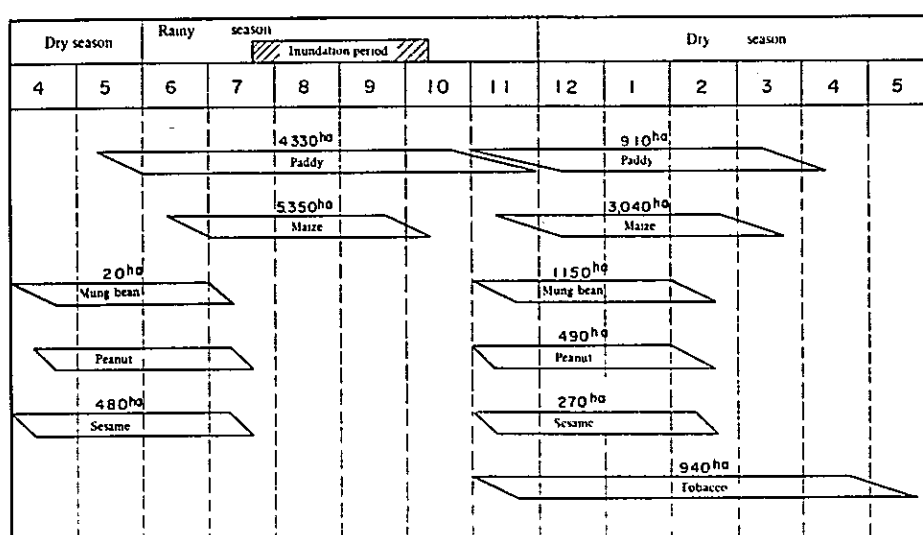 Dry season Rainy season Dry season
Inundation period
4 5 6 7 8 9 10 11 12 1 2 3 4 5
4330ha 910ha
Paddy Paddy
5,350ha 3,040ha
Maize Maize
20ha 1150ha
Mung bean Mung bean
490ha
Peanut Peanut
480ha 270ha
Sesame Sesame
940ha
Tobacco